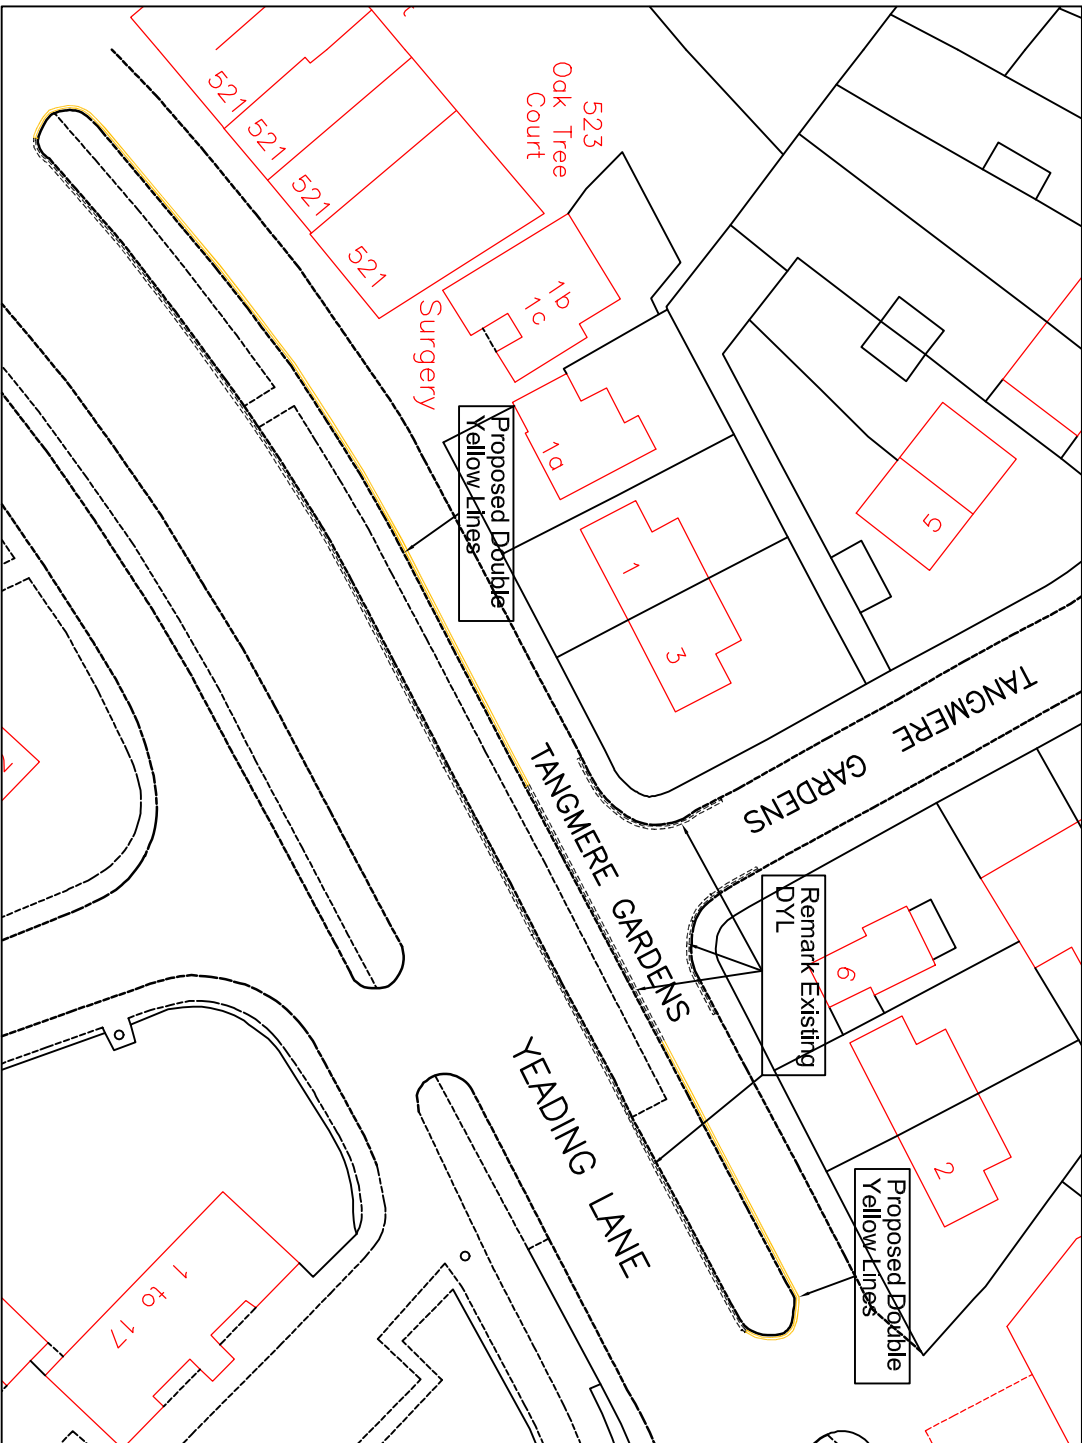 523
Oak Tree
Court
521
521
521
521
Surgery
1b
1c
1a
1
3
5
Proposed Double
Yellow Lines
TANGMERE GARDENS
TANGMERE GARDENS
Remark Existing
DYL
6
2
Proposed Double
Yellow Lines
YEADING LANE
1 to 17